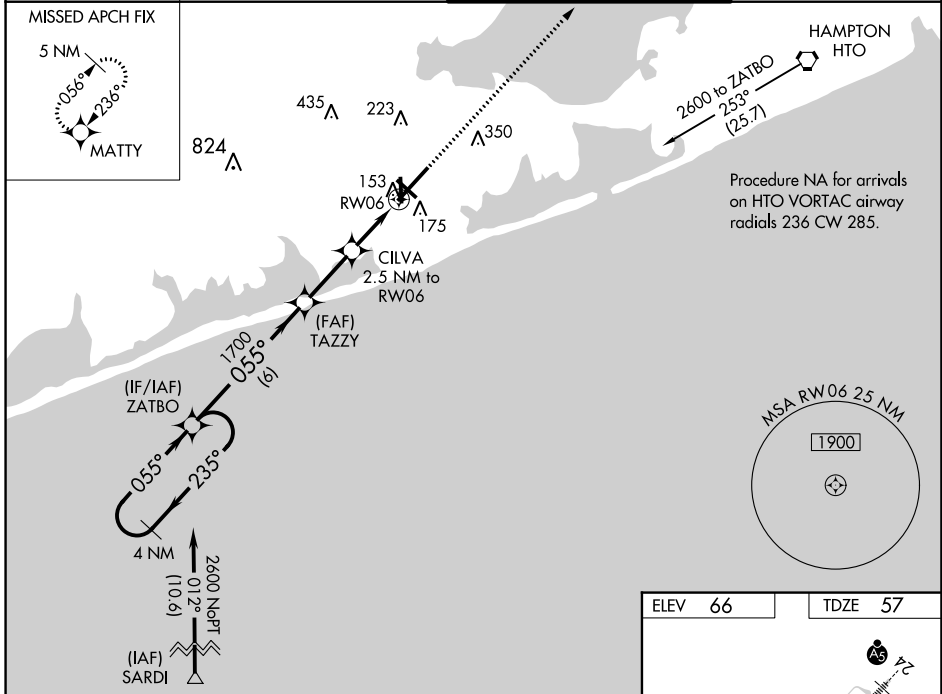 MISSED APCH FIX
5 NM
056°
236°
MATTY
HAMPTON
HTO
2600 to ZATBO
253°
(25.7)
435
223
350
824
153
RW06
175
Procedure NA for arrivals
on HTO VORTAC airway
radials 236 CW 285.
CILVA
2.5 NM to
RW06
(FAF)
TAZZY
1700
055°
(6)
(IF/IAF)
ZATBO
055°
235°
4 NM
2600 NoPT
012°
(10.6)
(IAF)
SARDI
MSA RW06 25 NM
1900
ELEV 66
TDZE 57
A5
24